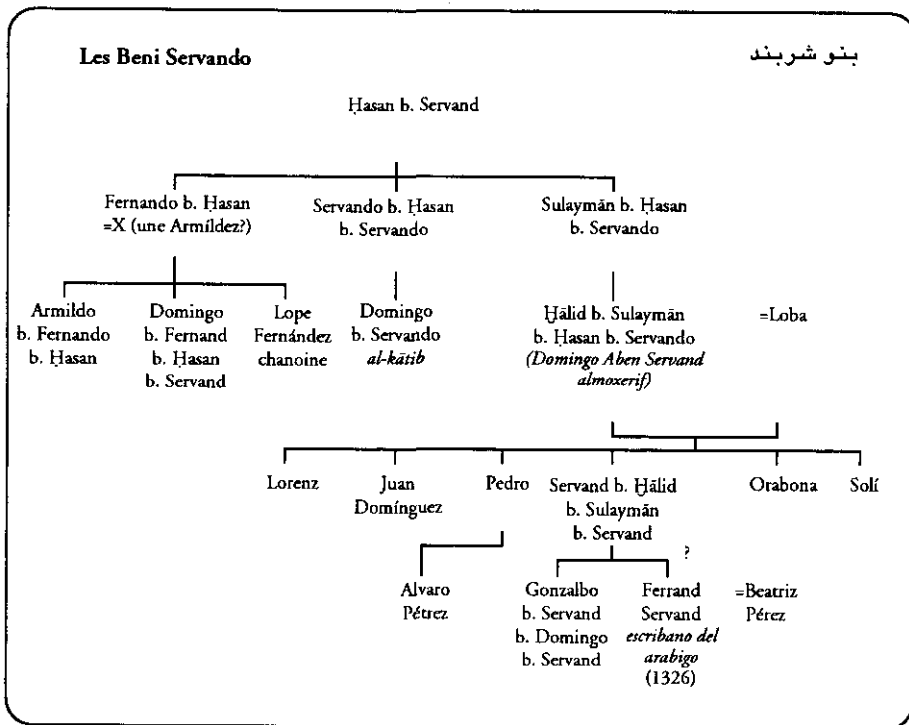 Les Beni Servando
بنو شربند
Ḥasan b. Servand
Fernando b. Ḥasan
=X (une Armíldez?)
Servando b. Ḥasan
b. Servando
Sulaymān b. Ḥasan
b. Servando
Armildo
b. Fernando
b. Ḥasan
Domingo
b. Fernand
b. Ḥasan
b. Servand
Lope
Fernández
chanoine
Domingo
b. Servando
al-kātib
Ḫālid b. Sulaymān
b. Ḥasan b. Servando
(Domingo Aben Servand
almoxerif)
=Loba
Lorenz
Juan
Domínguez
Pedro
Servand b. Ḫālid
b. Sulaymān
b. Servand
Orabona
Solí
Alvaro
Pétrez
Gonzalbo
b. Servand
b. Domingo
b. Servand
?
Ferrand
Servand
escribano del
arabigo
(1326)
=Beatriz
Pérez